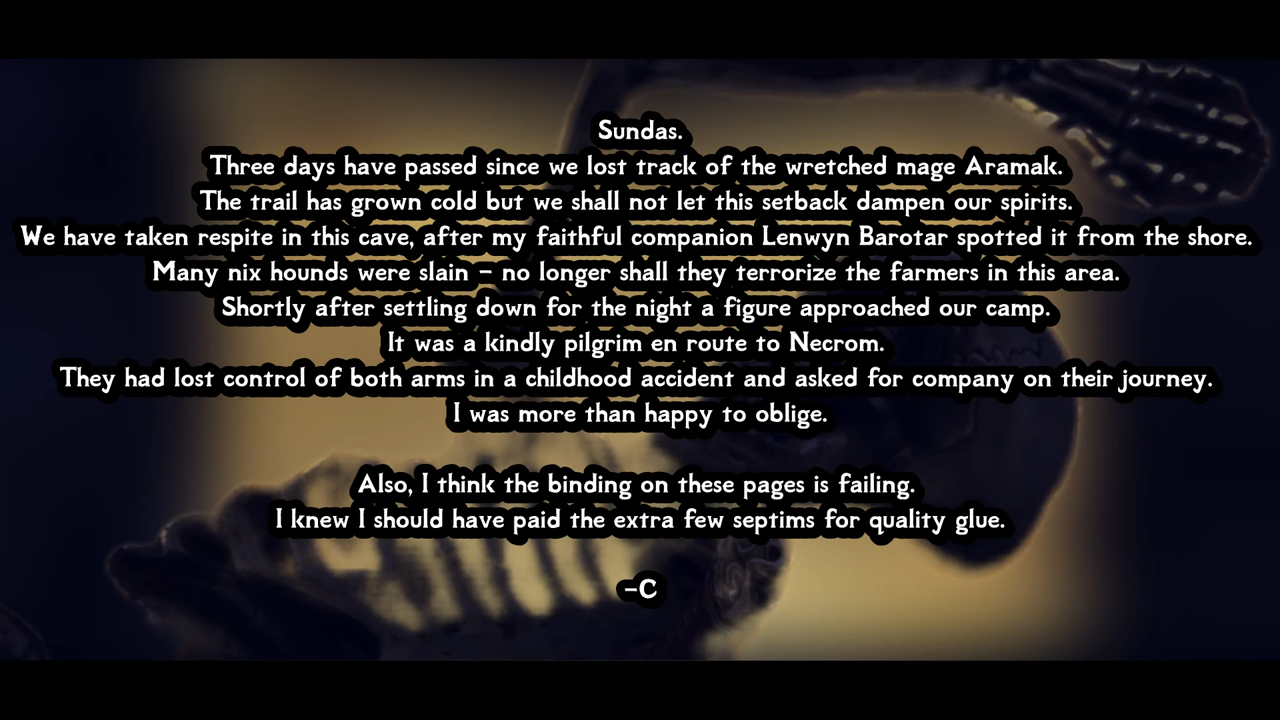 Sundas.
Three days have passed since we lost track of the wretched mage Aramak.
The trail has grown cold but we shall not let this setback dampen our spirits.
We have taken respite in this cave, after my faithful companion Lenwyn Barotar spotted it from the shore.
Many nix hounds were slain – no longer shall they terrorize the farmers in this area.
Shortly after settling down for the night a figure approached our camp.
It was a kindly pilgrim en route to Necrom.
They had lost control of both arms in a childhood accident and asked for company on their journey.
I was more than happy to oblige.
Also, I think the binding on these pages is failing.
I knew I should have paid the extra few septims for quality glue.
–C